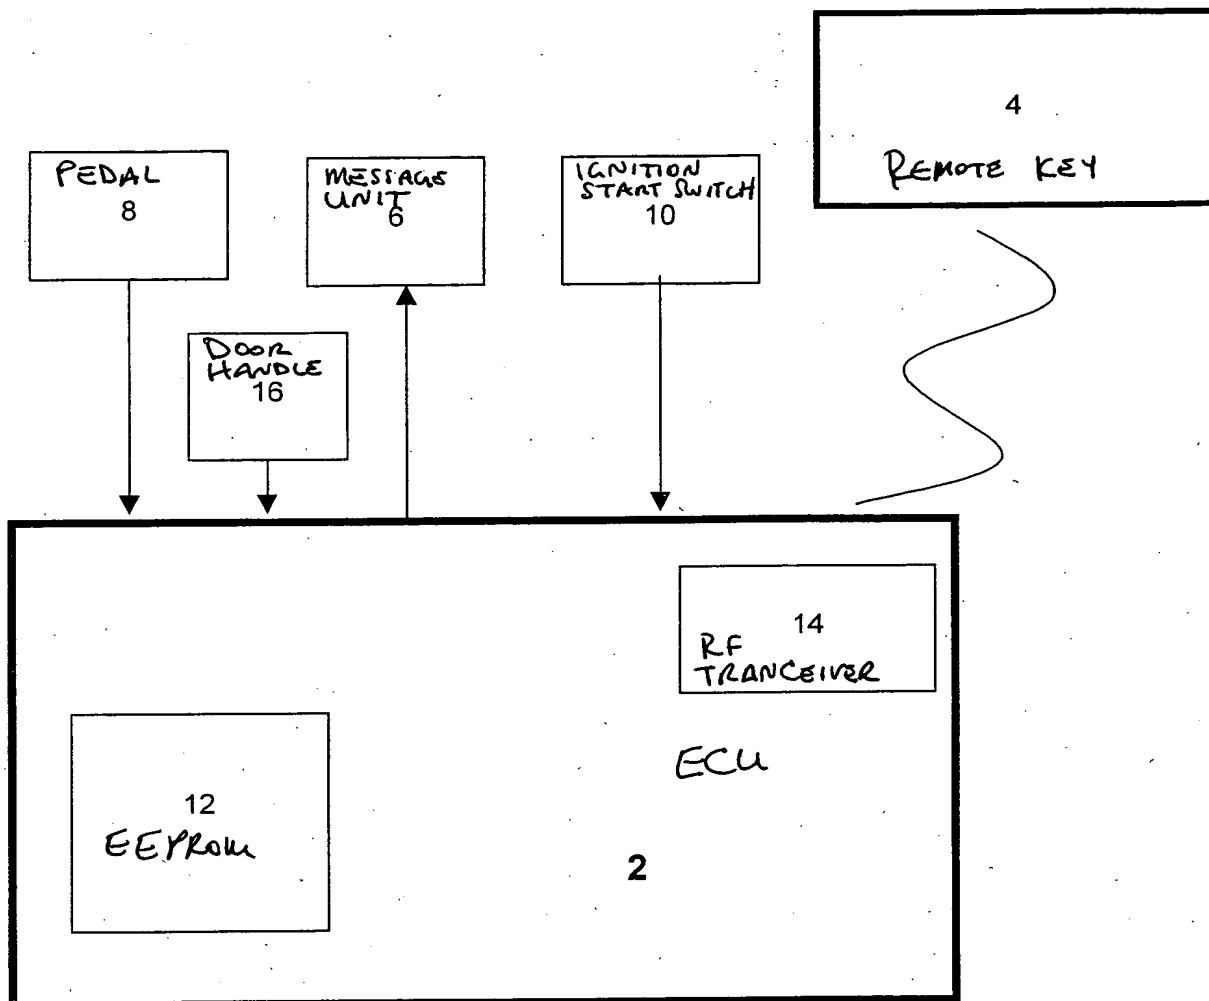 4
REMOTE KEY
PEDAL
8
MESSAGE
UNIT
6
IGNITION
START SWITCH
10
DOOR
HANDLE
16
14
RF
TRANCEIVER
ECU
12
EEPROM
2